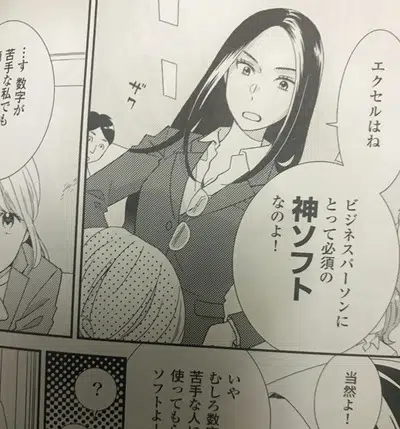 エクセルはね
ビジネスパーソンに
とって必須の
神ソフト
なのよ！
ザワ
…す 数字が
苦手な私でも
当然よ！
いや
むしろ数
苦手な人
使っても
ソフトよ
？